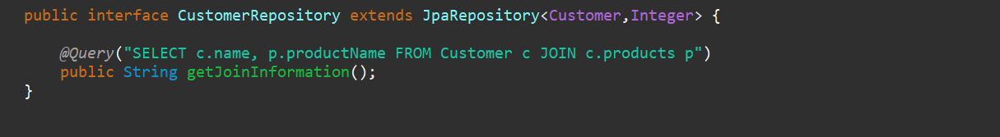 public interface CustomerRepository extends JpaRepository<Customer,Integer> {
@Query("SELECT c.name, p.productName FROM Customer c JOIN c.products p")
public String getJoinInformation();
}